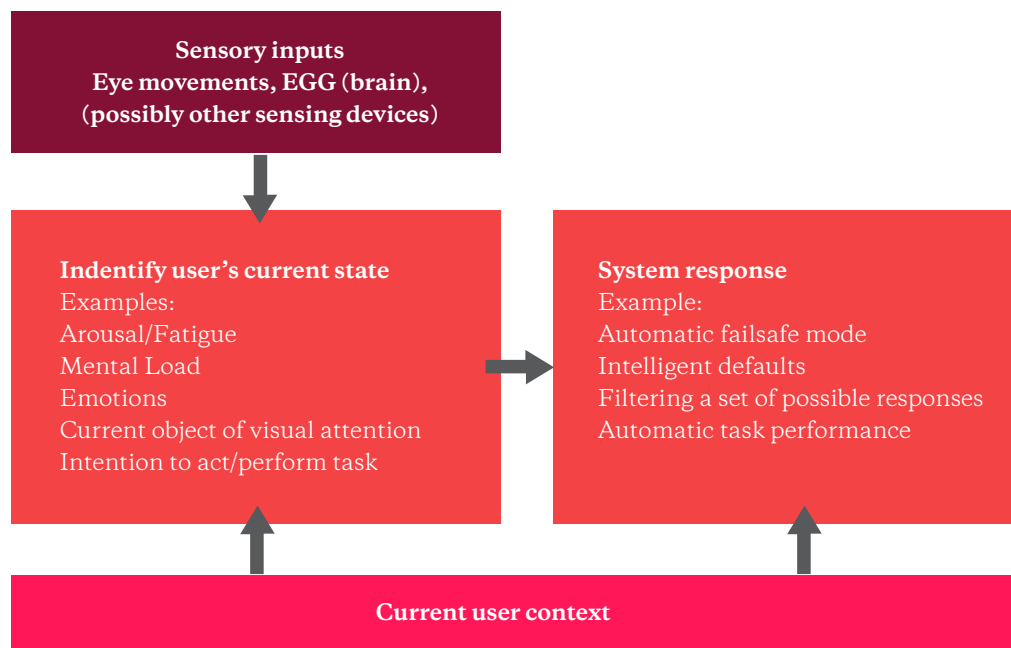 Sensory inputs
Eye movements, EGG (brain),
(possibly other sensing devices)
Indentify user’s current state
Examples:
Arousal/Fatigue
Mental Load
Emotions
Current object of visual attention
Intention to act/perform task
System response
Example:
Automatic failsafe mode
Intelligent defaults
Filtering a set of possible responses
Automatic task performance
Current user context